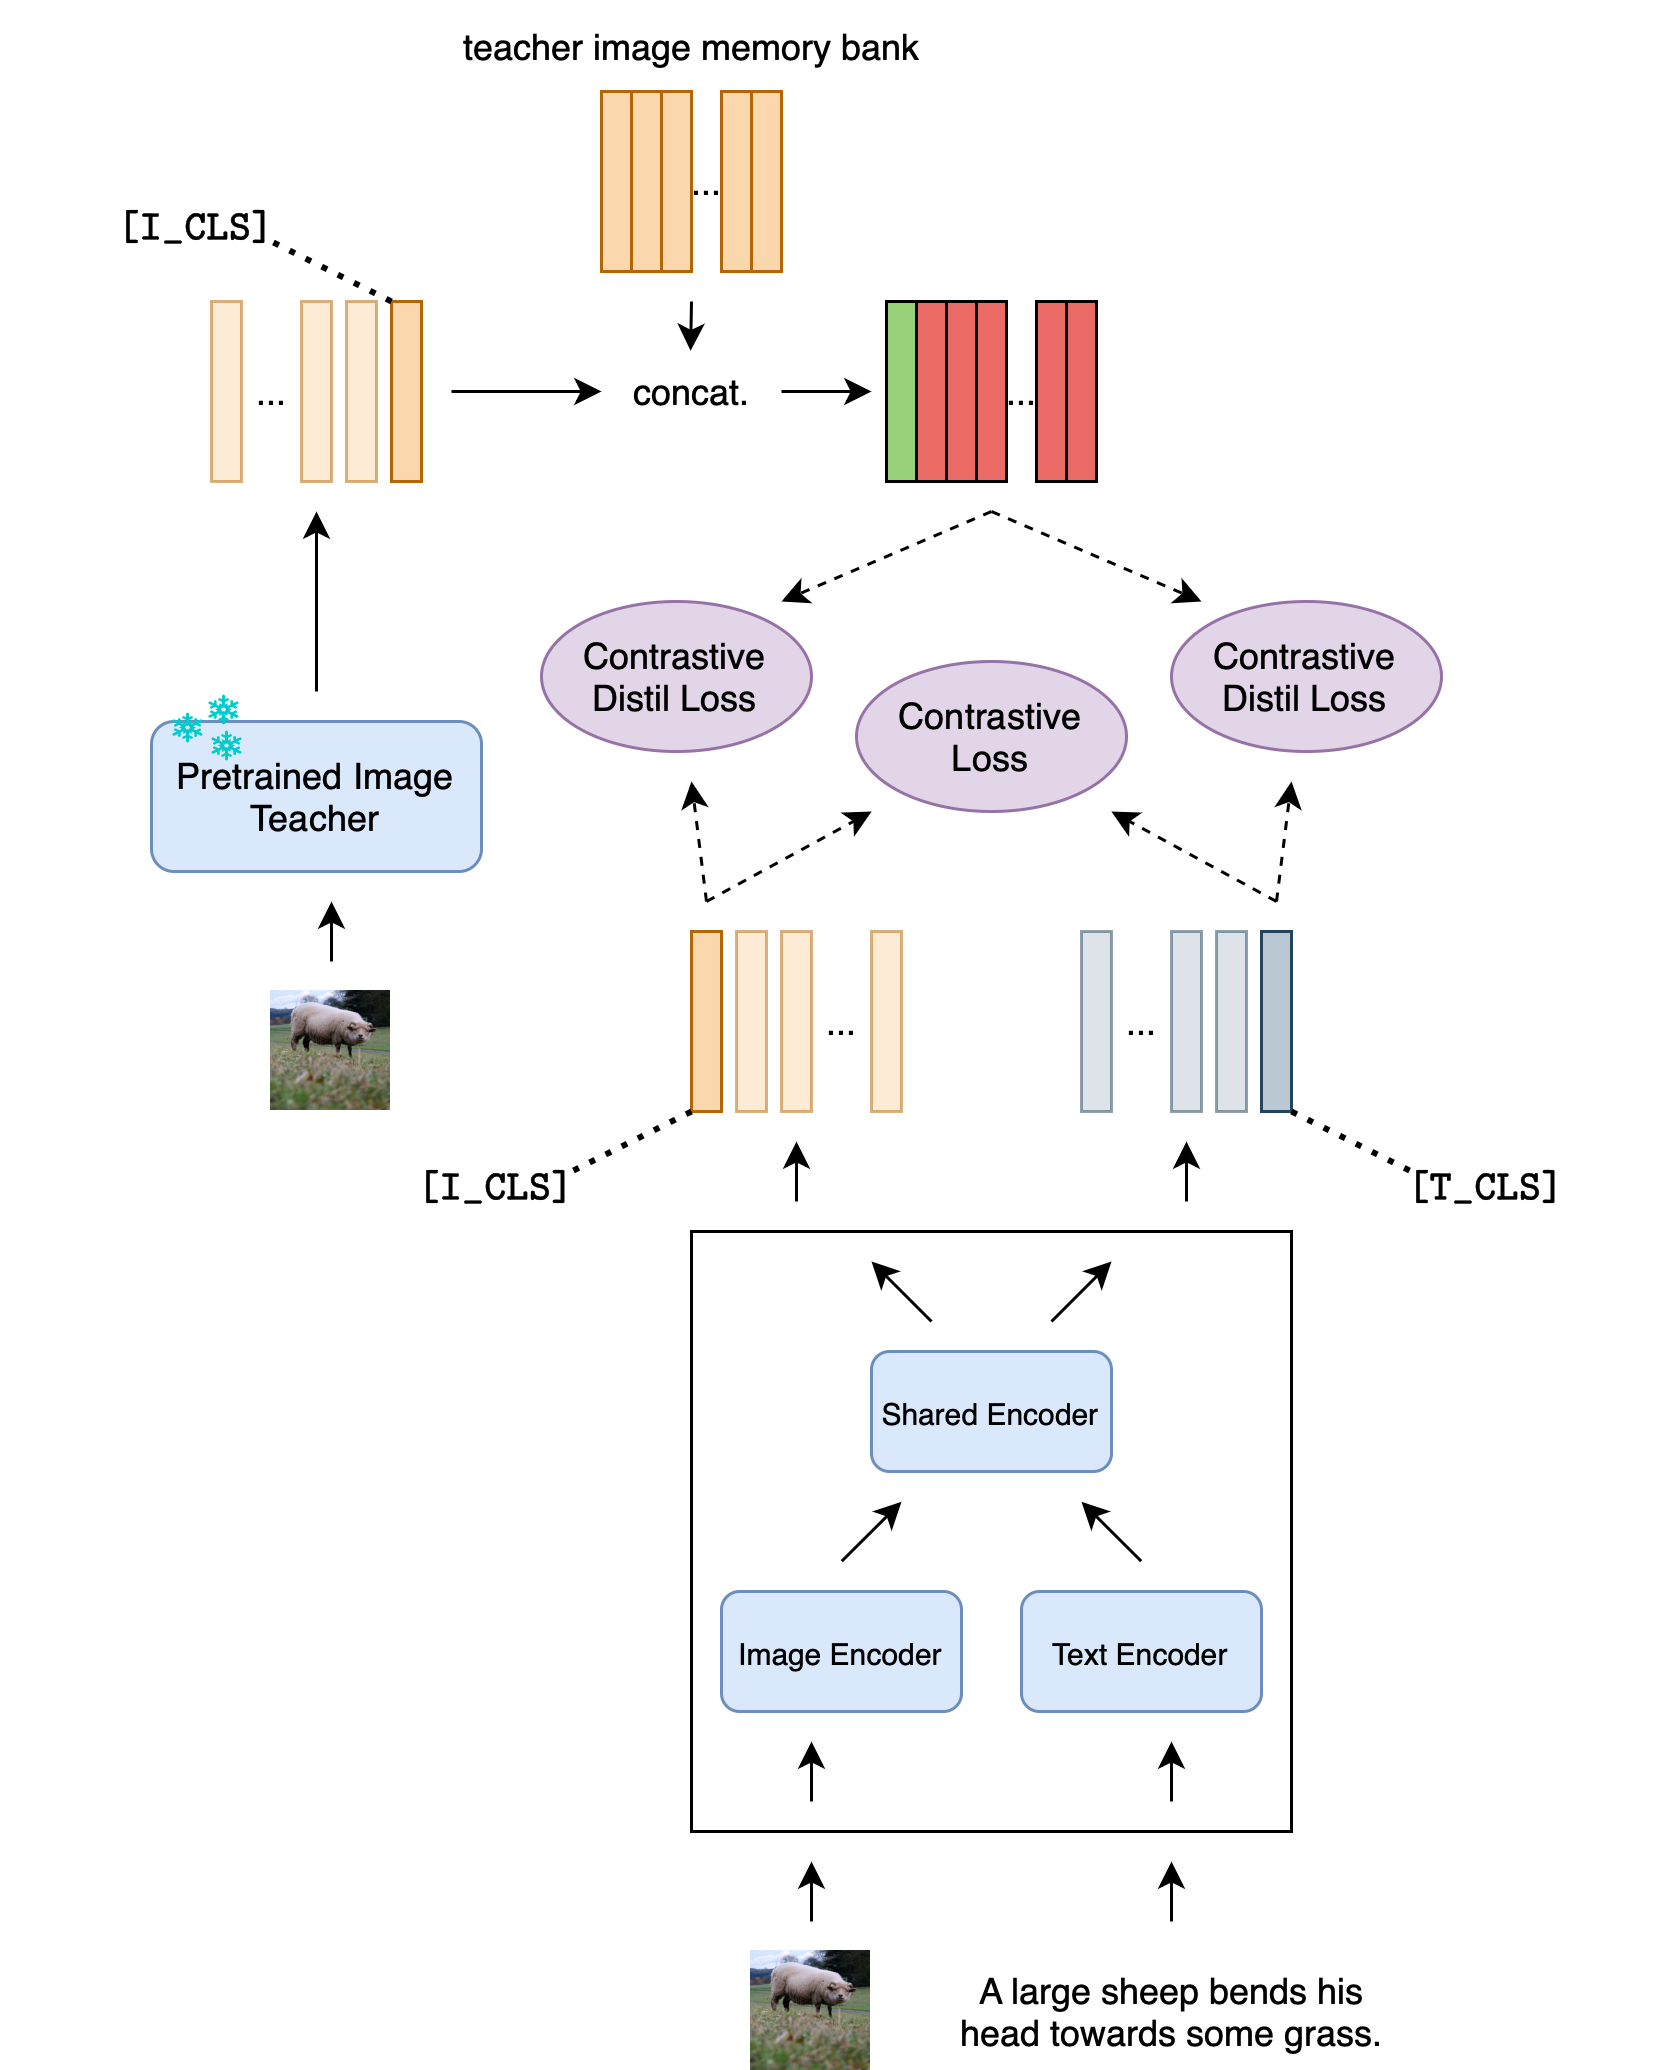 teacher image memory bank
...
[I_CLS]
...
concat.
...
Contrastive
Distil Loss
Contrastive
Loss
Contrastive
Distil Loss
Pretrained Image
Teacher
...
...
[I_CLS]
[T_CLS]
Shared Encoder
Image Encoder
Text Encoder
A large sheep bends his
head towards some grass.